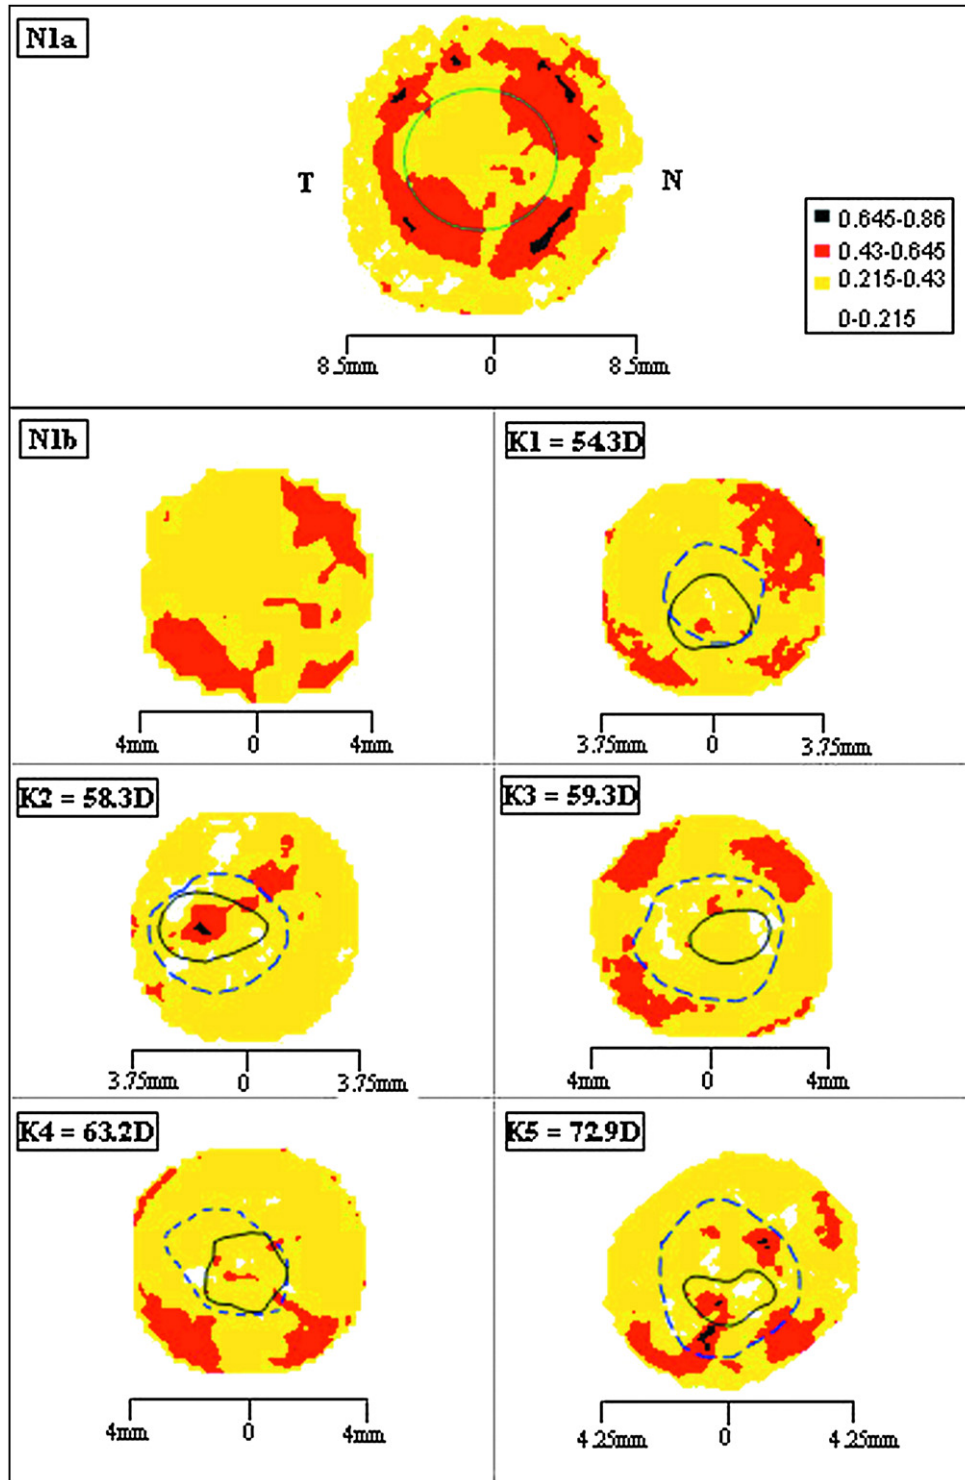 N1a
T
N
0.645-0.86
0.43-0.645
0.215-0.43
0-0.215
8.5mm 0 8.5mm
N1b
K1 = 54.3D
4mm 0 4mm
3.75mm 0 3.75mm
K2 = 58.3D
K3 = 59.3D
3.75mm 0 3.75mm
4mm 0 4mm
K4 = 63.2D
K5 = 72.9D
4mm 0 4mm
4.25mm 0 4.25mm